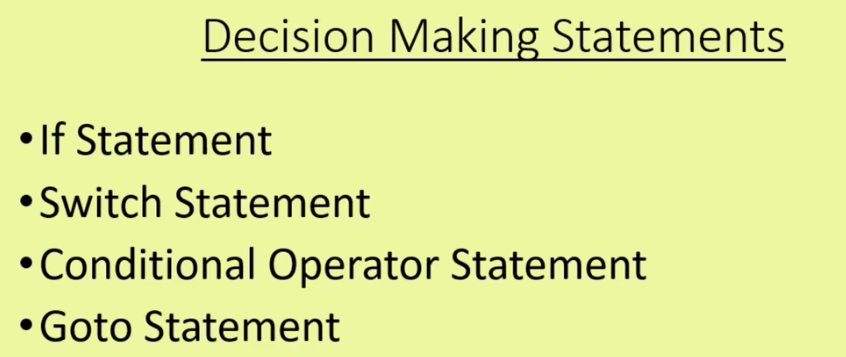 Decision Making Statements
•If Statement
•Switch Statement
•Conditional Operator Statement
•Goto Statement